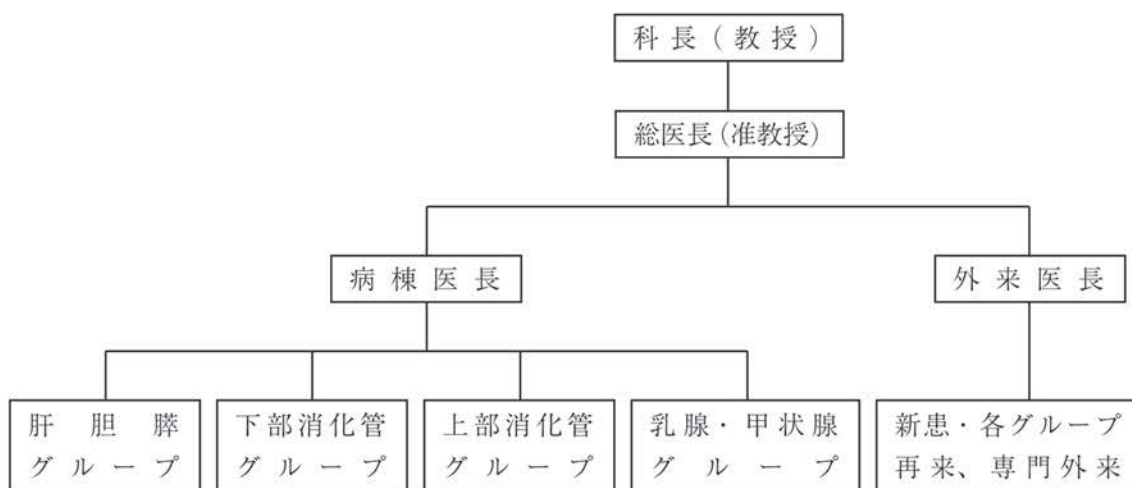 科長(教授)
総医長(准教授)
病棟医長
外来医長
肝胆膵
グループ
下部消化管
グループ
上部消化管
グループ
乳腺・甲状腺
グループ
新患・各グループ
再来、専門外来